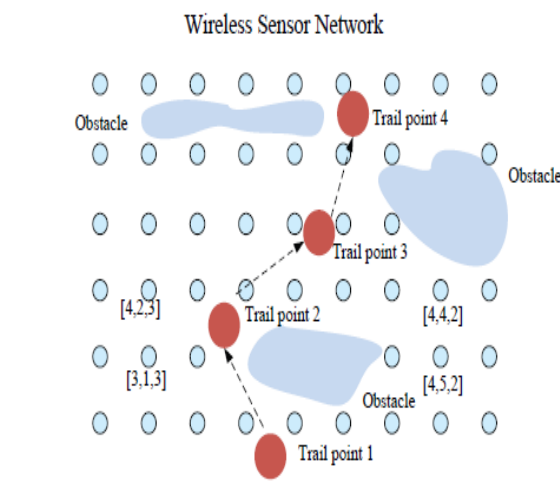 Wireless Sensor Network
Obstacle
Trail point 4
Obstacle
Trail point 3
[4,2,3]
Trail point 2
[4,4,2]
[3,1,3]
[4,5,2]
Obstacle
Trail point 1